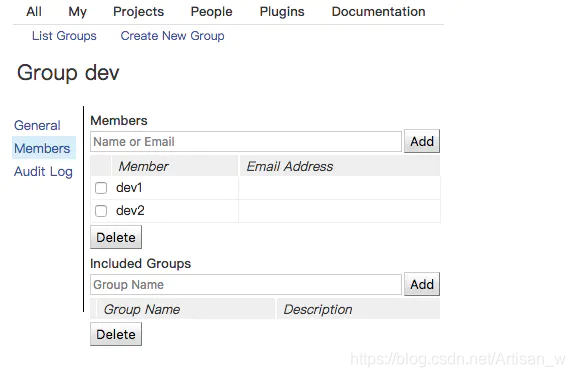 All My Projects People Plugins Documentation
List Groups Create New Group
Group dev
General
Members
Audit Log
Members
Name or Email Add
Member Email Address
dev1
dev2
Delete
Included Groups
Group Name Add
Group Name Description
Delete
https://blog.csdn.net/Artisan_w